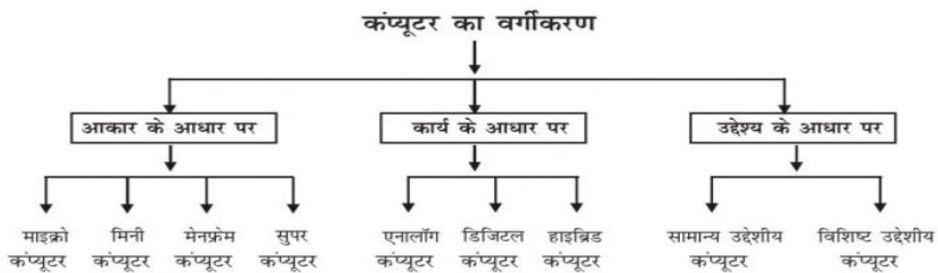 कंप्यूटर का वर्गीकरण
आकार के आधार पर
कार्य के आधार पर
उद्देश्य के आधार पर
माइक्रो कंप्यूटर
मिनी कंप्यूटर
मेनफ्रेम कंप्यूटर
सुपर कंप्यूटर
एनालॉग कंप्यूटर
डिजिटल कंप्यूटर
हाइब्रिड कंप्यूटर
सामान्य उद्देशीय कंप्यूटर
विशिष्ट उद्देशीय कंप्यूटर